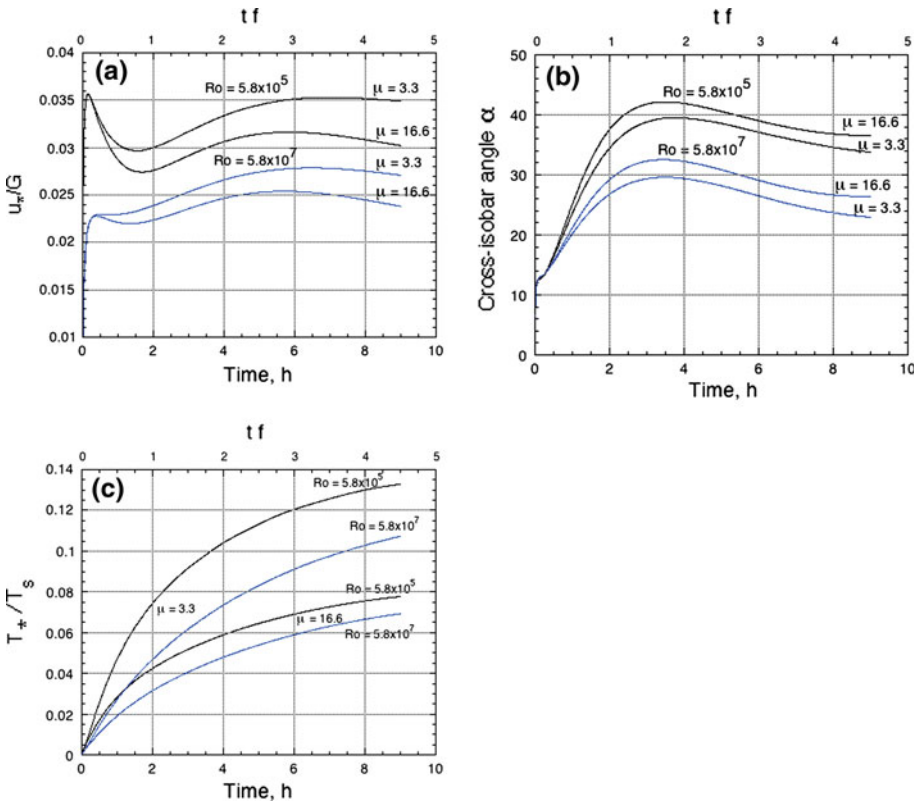 t f
0 1 2 3 4 5
0.04
0.035
0.03
0.025
0.02
0.015
0.01
u*/G
(a)
Ro = 5.8x10^5
μ = 3.3
μ = 16.6
Ro = 5.8x10^7
μ = 3.3
μ = 16.6
0 2 4 6 8 10
Time, h
t f
0 1 2 3 4 5
50
40
30
20
10
0
Cross-isobar angle α
(b)
Ro = 5.8x10^5
μ = 16.6
μ = 3.3
Ro = 5.8x10^7
μ = 16.6
μ = 3.3
0 2 4 6 8 10
Time, h
t f
0 1 2 3 4 5
0.14
0.12
0.1
0.08
0.06
0.04
0.02
0
T*/Ts
(c)
Ro = 5.8x10^5
Ro = 5.8x10^7
Ro = 5.8x10^5
μ = 3.3
μ = 16.6
Ro = 5.8x10^7
0 2 4 6 8 10
Time, h